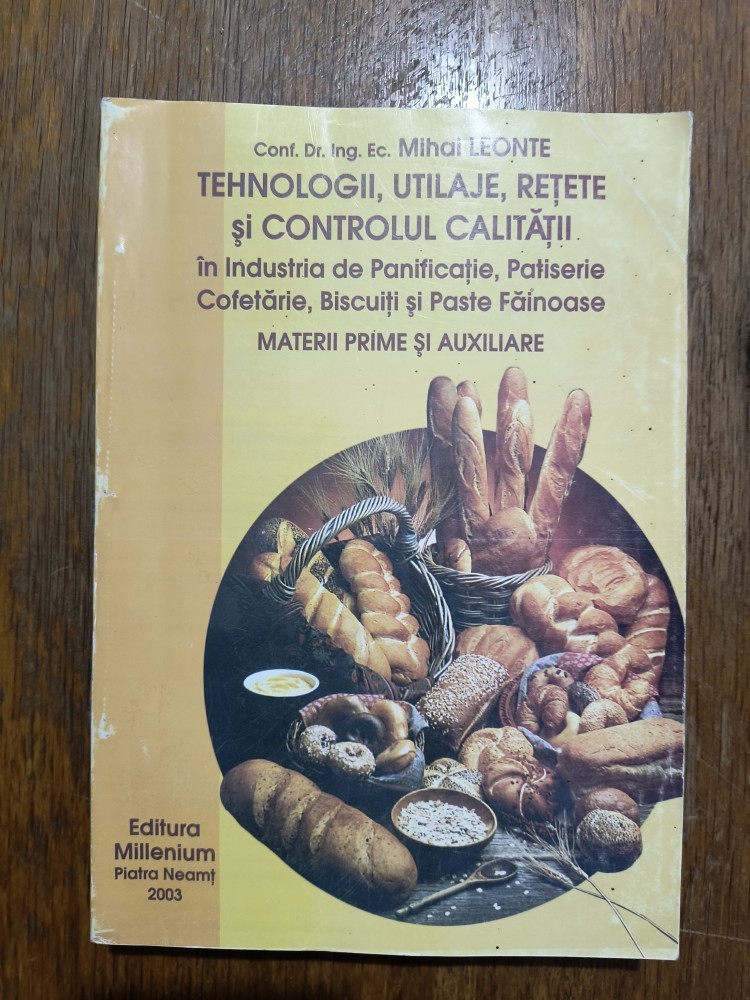 Conf. Dr. Ing. Ec. Mihai LEONTE
TEHNOLOGII, UTILAJE, REȚETE
și CONTROLUL CALITĂȚII
în Industria de Panificație, Patiserie
Cofetărie, Biscuiți și Paste Făinoase
MATERII PRIME ȘI AUXILIARE
Editura
Millenium
Piatra Neamț
2003